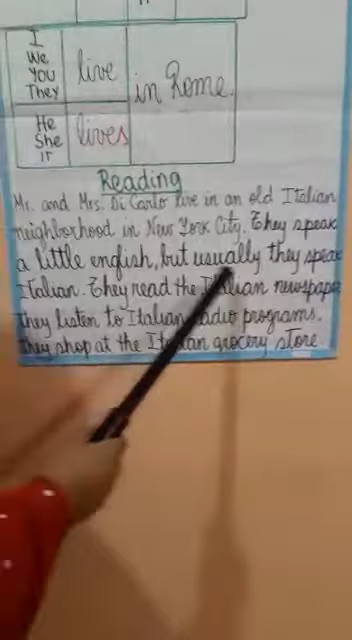 I
We
You
They
live
in Rome.
He
She
It
lives
Reading
Mr. and Mrs. Di Carlo live in an old Italian
neighborhood in New York City. They speak
a little english, but usually they speak
Italian. They read the Italian newspaper
They listen to Italian radio programs.
They shop at the Italian grocery store.